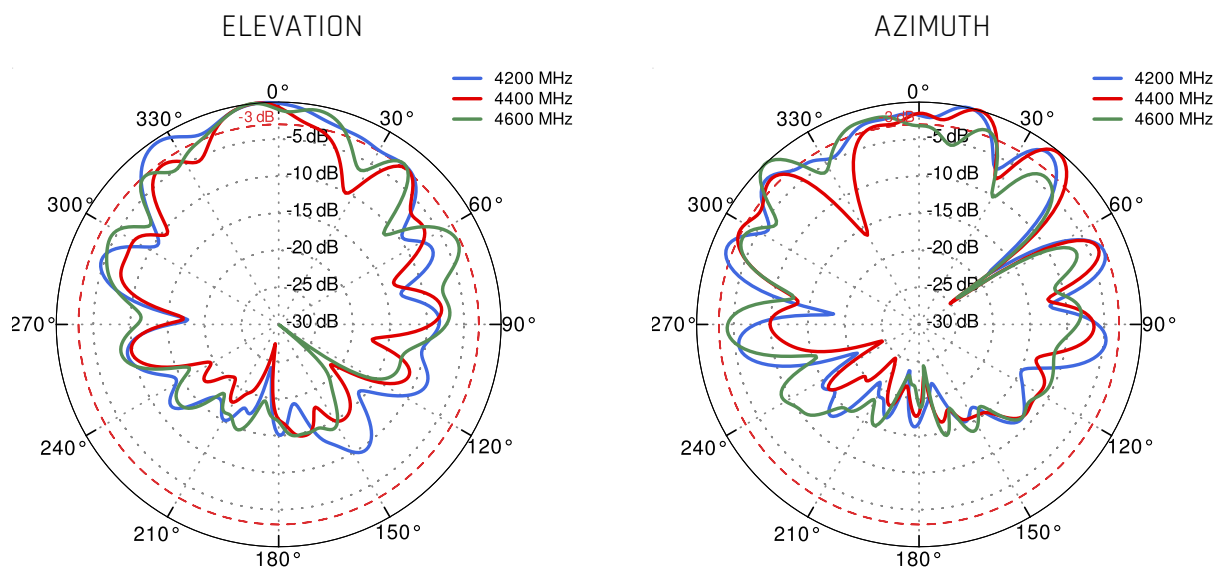 ELEVATION
4200 MHz
4400 MHz
4600 MHz
0°
30°
60°
90°
120°
150°
180°
210°
240°
270°
300°
330°
-3 dB
-5 dB
-10 dB
-15 dB
-20 dB
-25 dB
-30 dB
AZIMUTH
4200 MHz
4400 MHz
4600 MHz
0°
30°
60°
90°
120°
150°
180°
210°
240°
270°
300°
330°
-3 dB
-5 dB
-10 dB
-15 dB
-20 dB
-25 dB
-30 dB